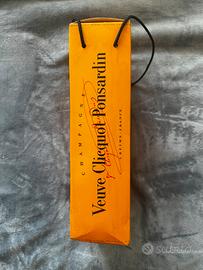 CHAMPAGNE
Veuve Clicquot Ponsardin
REIMS-FRANCE